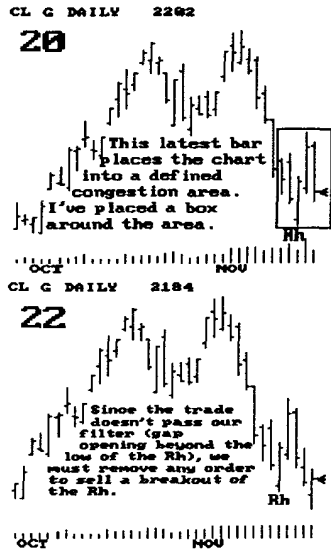 CL G DAILY 2202
20
This latest bar
places the chart
into a defined
congestion area.
I've placed a box
around the area.
Rh
OCT NOV
CL G DAILY 2184
22
Since the trade
doesn't pass our
filter (gap
opening beyond the
low of the Rh), we
must remove any order
to sell a breakout of
the Rh.
Rh
OCT NOV